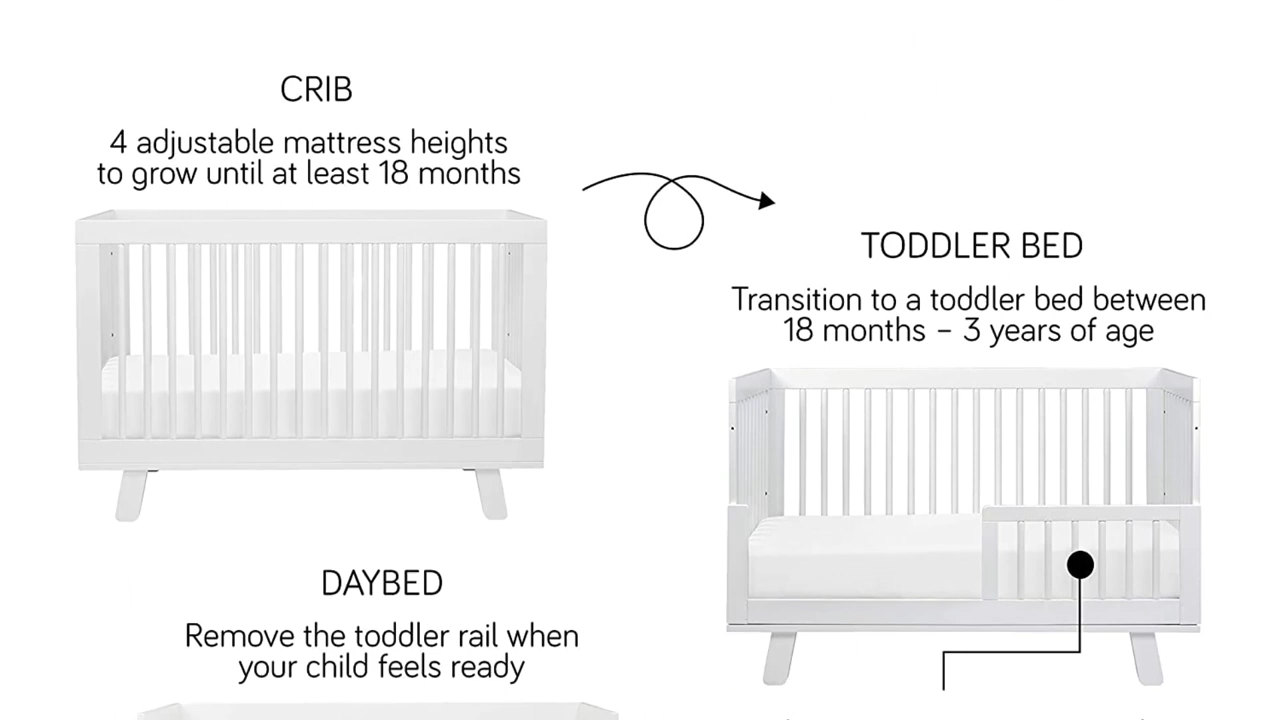 CRIB
4 adjustable mattress heights
to grow until at least 18 months
TODDLER BED
Transition to a toddler bed between
18 months – 3 years of age
DAYBED
Remove the toddler rail when
your child feels ready